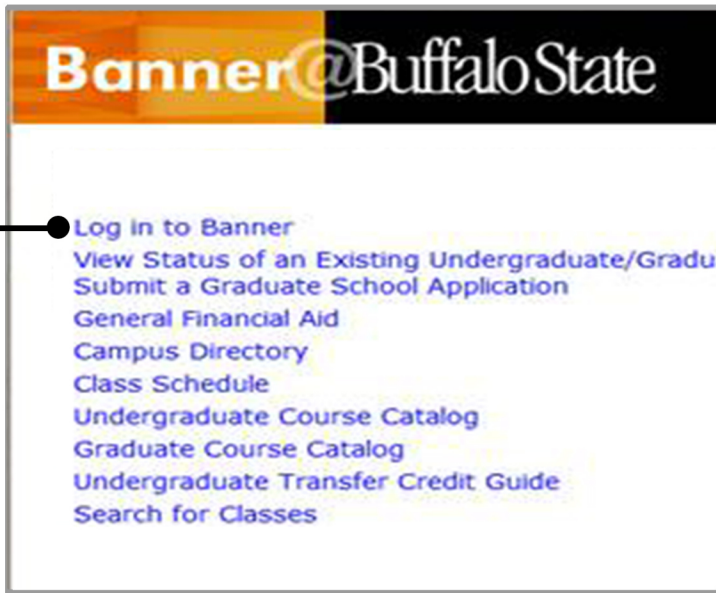 Banner@Buffalo State
Log in to Banner
View Status of an Existing Undergraduate/Gradu
Submit a Graduate School Application
General Financial Aid
Campus Directory
Class Schedule
Undergraduate Course Catalog
Graduate Course Catalog
Undergraduate Transfer Credit Guide
Search for Classes